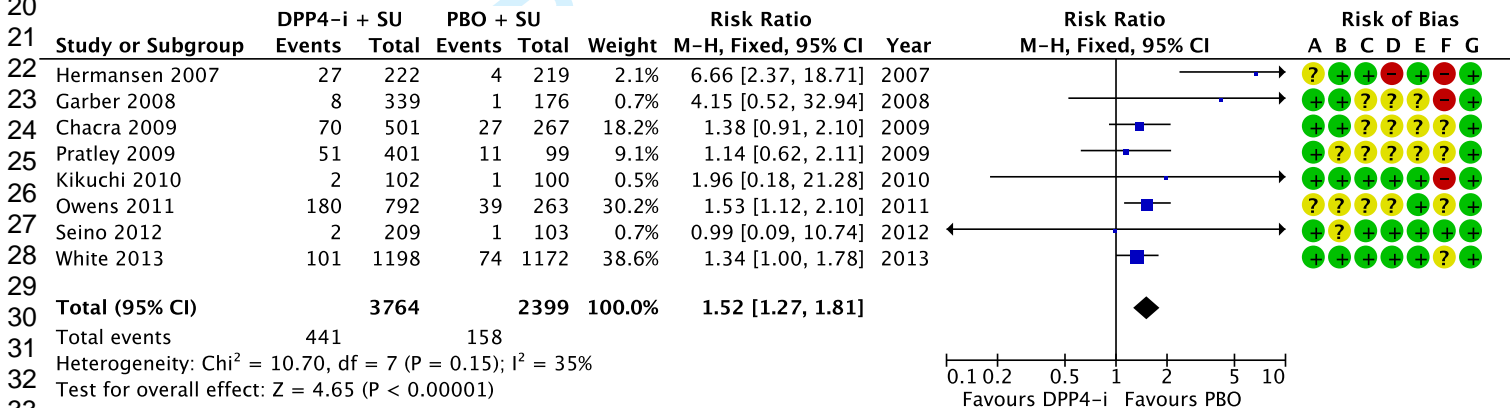 20
DPP4-i + SU PBO + SU Risk Ratio Risk Ratio Risk of Bias
21 Study or Subgroup Events Total Events Total Weight M-H, Fixed, 95% CI Year M-H, Fixed, 95% CI A B C D E F G
22 Hermansen 2007 27 222 4 219 2.1% 6.66 [2.37, 18.71] 2007 ? + + - + - +
23 Garber 2008 8 339 1 176 0.7% 4.15 [0.52, 32.94] 2008 + + ? ? ? - +
24 Chacra 2009 70 501 27 267 18.2% 1.38 [0.91, 2.10] 2009 + + ? ? ? ? +
25 Pratley 2009 51 401 11 99 9.1% 1.14 [0.62, 2.11] 2009 + ? ? ? ? ? +
26 Kikuchi 2010 2 102 1 100 0.5% 1.96 [0.18, 21.28] 2010 + + + + + - +
Owens 2011 180 792 39 263 30.2% 1.53 [1.12, 2.10] 2011 ? ? ? ? + ? +
27 Seino 2012 2 209 1 103 0.7% 0.99 [0.09, 10.74] 2012 + ? + + + + +
28 White 2013 101 1198 74 1172 38.6% 1.34 [1.00, 1.78] 2013 + + + + + ? +
29
30 Total (95% CI) 3764 2399 100.0% 1.52 [1.27, 1.81]
31 Total events 441 158
Heterogeneity: Chi² = 10.70, df = 7 (P = 0.15); I² = 35%
32 Test for overall effect: Z = 4.65 (P < 0.00001)
0.1 0.2 0.5 1 2 5 10
Favours DPP4-i Favours PBO